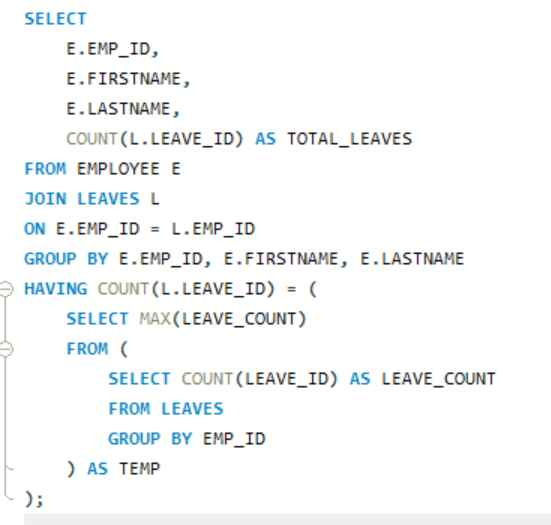 SELECT
    E.EMP_ID,
    E.FIRSTNAME,
    E.LASTNAME,
    COUNT(L.LEAVE_ID) AS TOTAL_LEAVES
FROM EMPLOYEE E
JOIN LEAVES L
ON E.EMP_ID = L.EMP_ID
GROUP BY E.EMP_ID, E.FIRSTNAME, E.LASTNAME
HAVING COUNT(L.LEAVE_ID) = (
    SELECT MAX(LEAVE_COUNT)
    FROM (
        SELECT COUNT(LEAVE_ID) AS LEAVE_COUNT
        FROM LEAVES
        GROUP BY EMP_ID
    ) AS TEMP
);